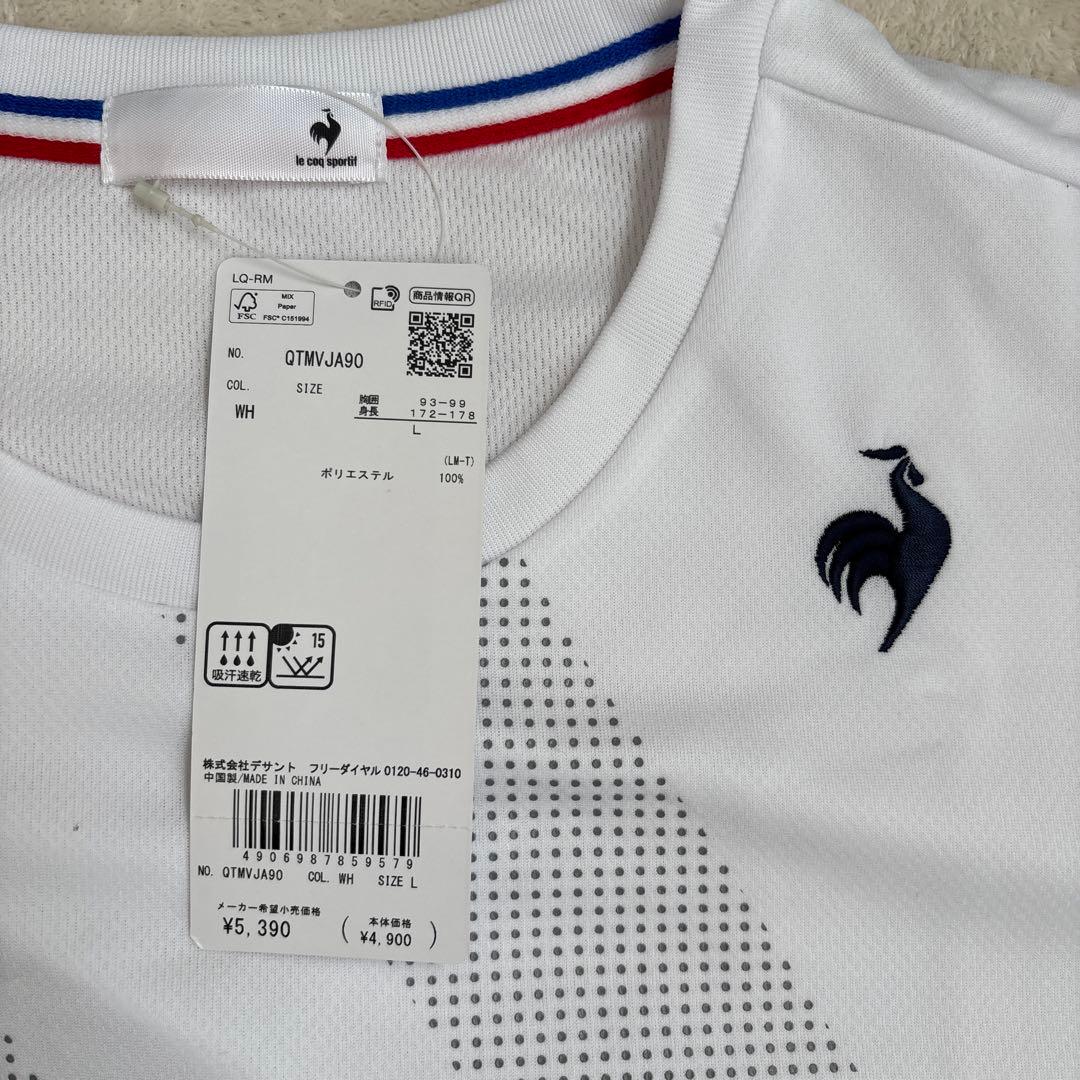 le coq sportif
LQ-RM
MIX
Paper
FSC® C151994
FSC
RFID
商品情報QR
NO. QTMVJA90
COL. SIZE
WH
胸囲 93-99
身長 172-178
L
(LM-T)
ポリエステル 100%
吸汗速乾
15
株式会社デサント フリーダイヤル 0120-46-0310
中国製/MADE IN CHINA
4906987859579
NO. QTMVJA90 COL. WH SIZE L
メーカー希望小売価格
¥5,390
( 本体価格
¥4,900 )